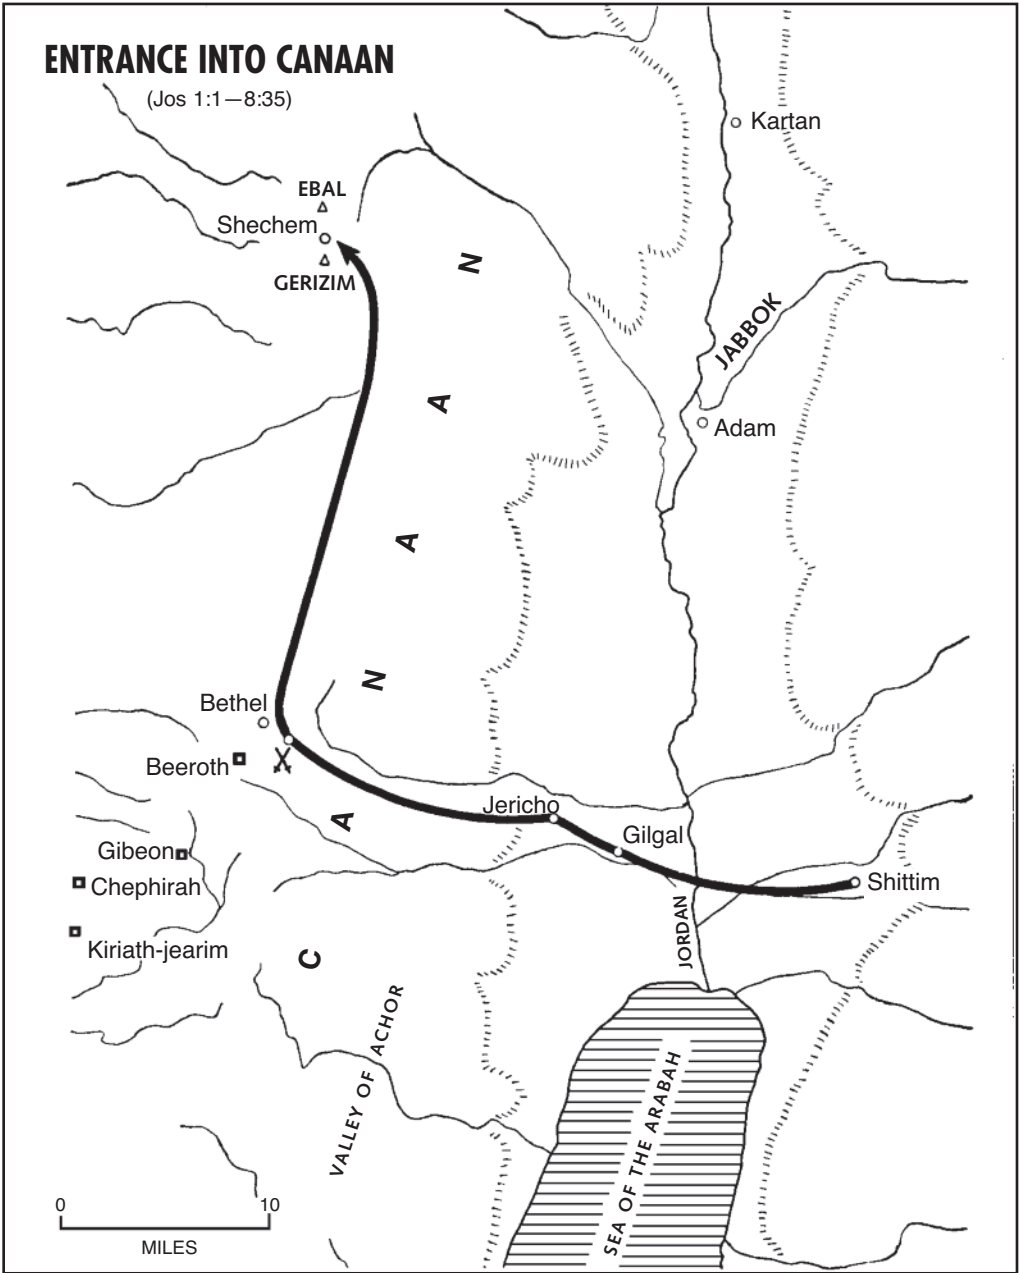 ENTRANCE INTO CANAAN
(Jos 1:1—8:35)
Kartan
EBAL
Shechem
GERIZIM
JABBOK
Adam
CANAAN
Bethel
Beeroth
Jericho
Gilgal
Gibeon
Chephirah
Shittim
Kiriath-jearim
JORDAN
VALLEY OF ACHOR
SEA OF THE ARABAH
0 10
MILES